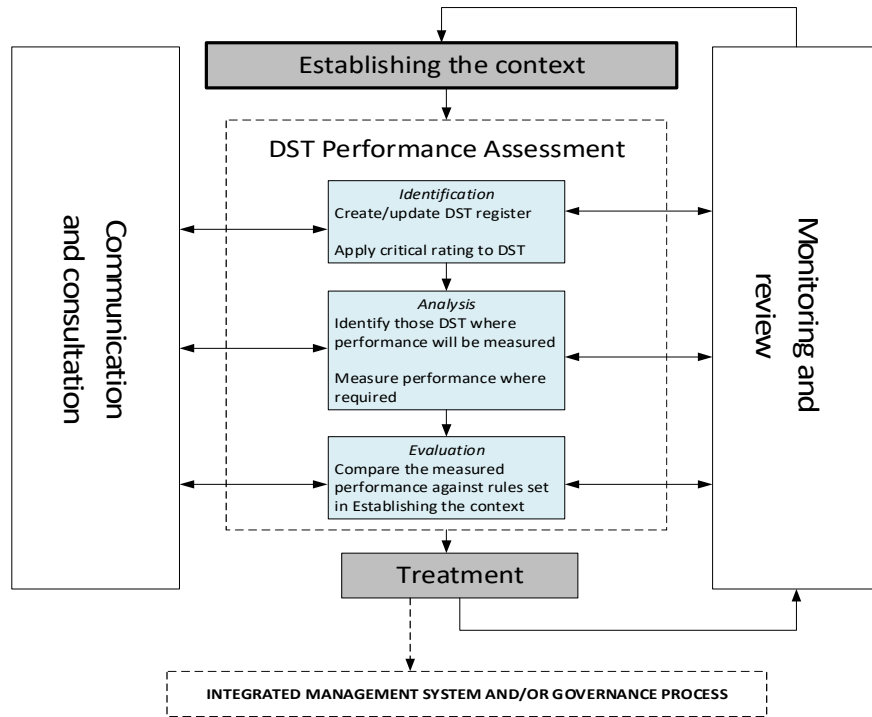 Establishing the context
DST Performance Assessment
Identification
Create/update DST register
Apply critical rating to DST
Analysis
Identify those DST where
performance will be measured
Measure performance where
required
Evaluation
Compare the measured
performance against rules set
in Establishing the context
Treatment
Communication
and consultation
Monitoring and
review
INTEGRATED MANAGEMENT SYSTEM AND/OR GOVERNANCE PROCESS